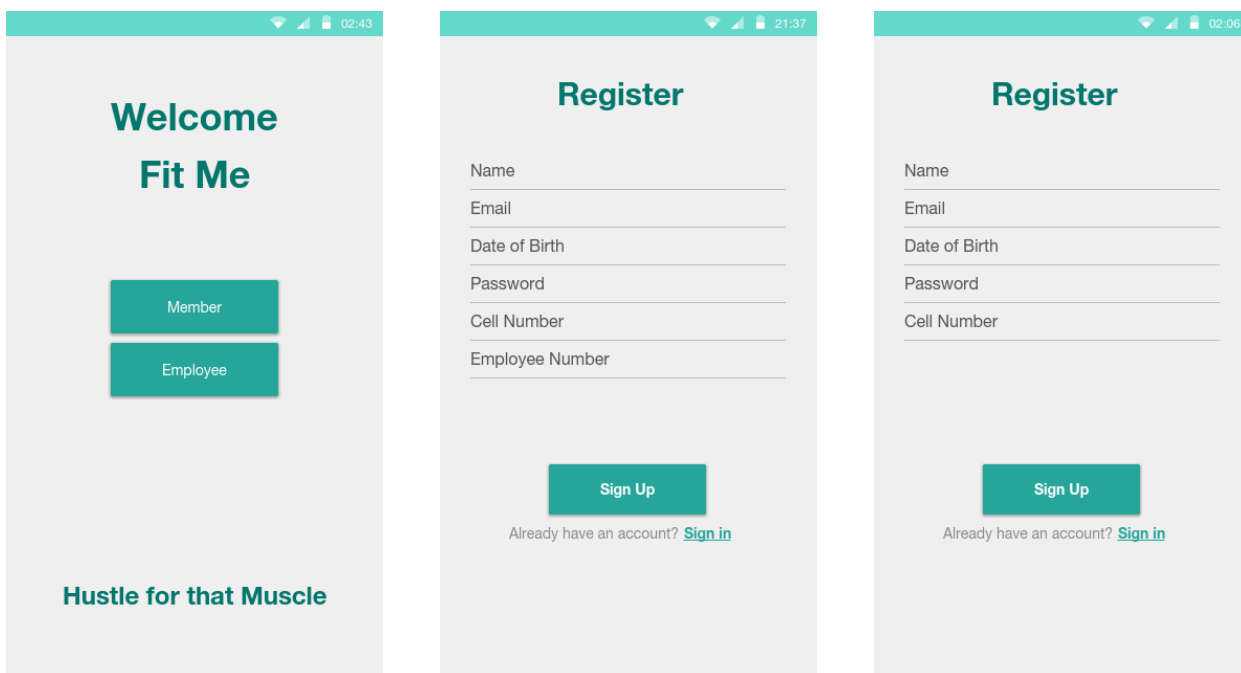 02:43
Welcome
Fit Me
Member
Employee
Hustle for that Muscle
21:37
Register
Name
Email
Date of Birth
Password
Cell Number
Employee Number
Sign Up
Already have an account? Sign in
02:06
Register
Name
Email
Date of Birth
Password
Cell Number
Sign Up
Already have an account? Sign in